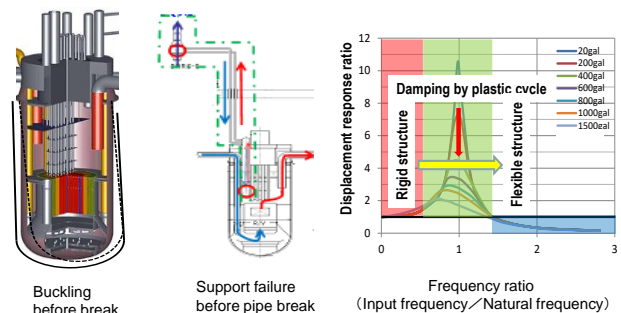 Buckling
before break
Support failure
before pipe break
Displacement response ratio
12
10
8
6
4
2
0
0
1
2
3
20gal
200gal
400gal
600gal
800gal
1000gal
1500gal
Damping by plastic cycle
Rigid structure
Flexible structure
Frequency ratio
（Input frequency／Natural frequency）